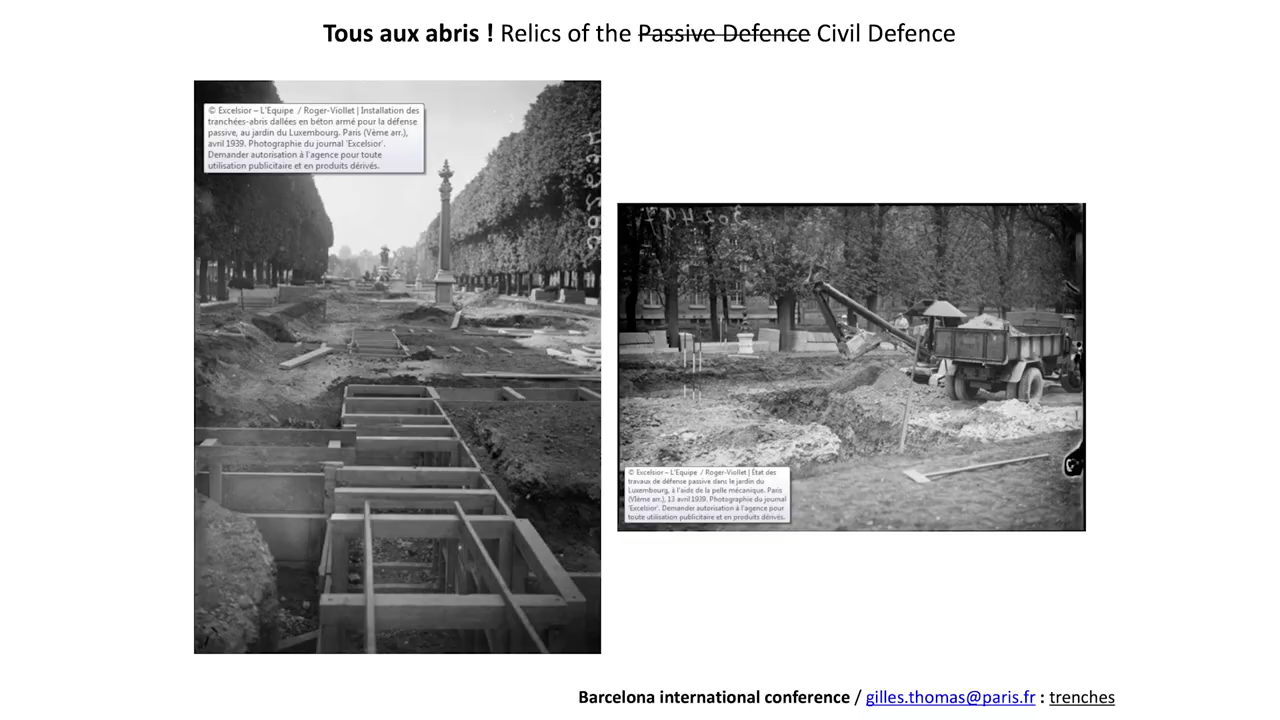 Tous aux abris ! Relics of the Passive Defence Civil Defence
© Excelsior – L'Equipe / Roger-Viollet | Installation des
tranchées-abris dallées en béton armé pour la défense
passive, au jardin du Luxembourg. Paris (Vème arr.),
avril 1939. Photographie du journal 'Excelsior'.
Demander autorisation à l'agence pour toute
utilisation publicitaire et en produits dérivés.
© Excelsior – L'Equipe / Roger-Viollet | État des
travaux de défense passive dans le jardin du
Luxembourg, à l'aide de la pelle mécanique. Paris
(VIème arr.), 13 avril 1939. Photographie du journal
'Excelsior'. Demander autorisation à l'agence pour
toute utilisation publicitaire et en produits dérivés.
Barcelona international conference / gilles.thomas@paris.fr : trenches